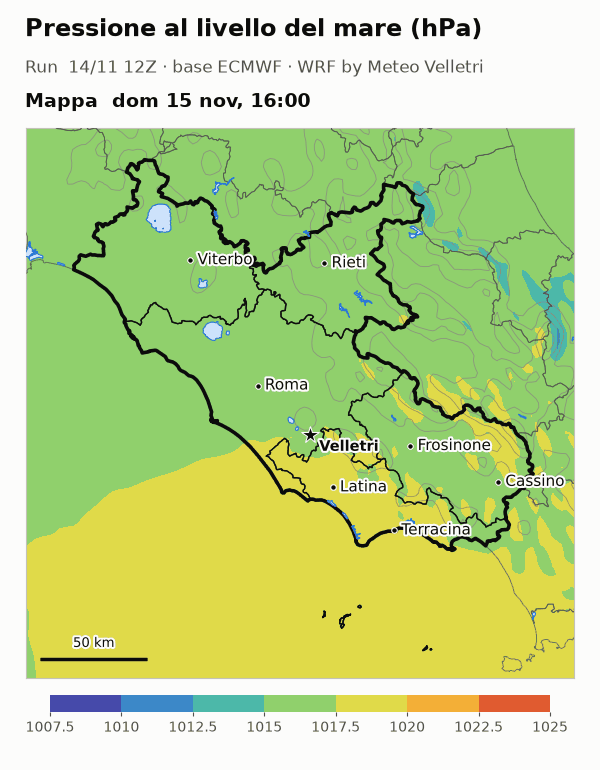 Pressione al livello del mare (hPa)
Run 14/11 12Z · base ECMWF · WRF by Meteo Velletri
Mappa dom 15 nov, 16:00
Viterbo
Rieti
Roma
Velletri
Frosinone
Cassino
Latina
Terracina
50 km
1007.5 1010 1012.5 1015 1017.5 1020 1022.5 1025